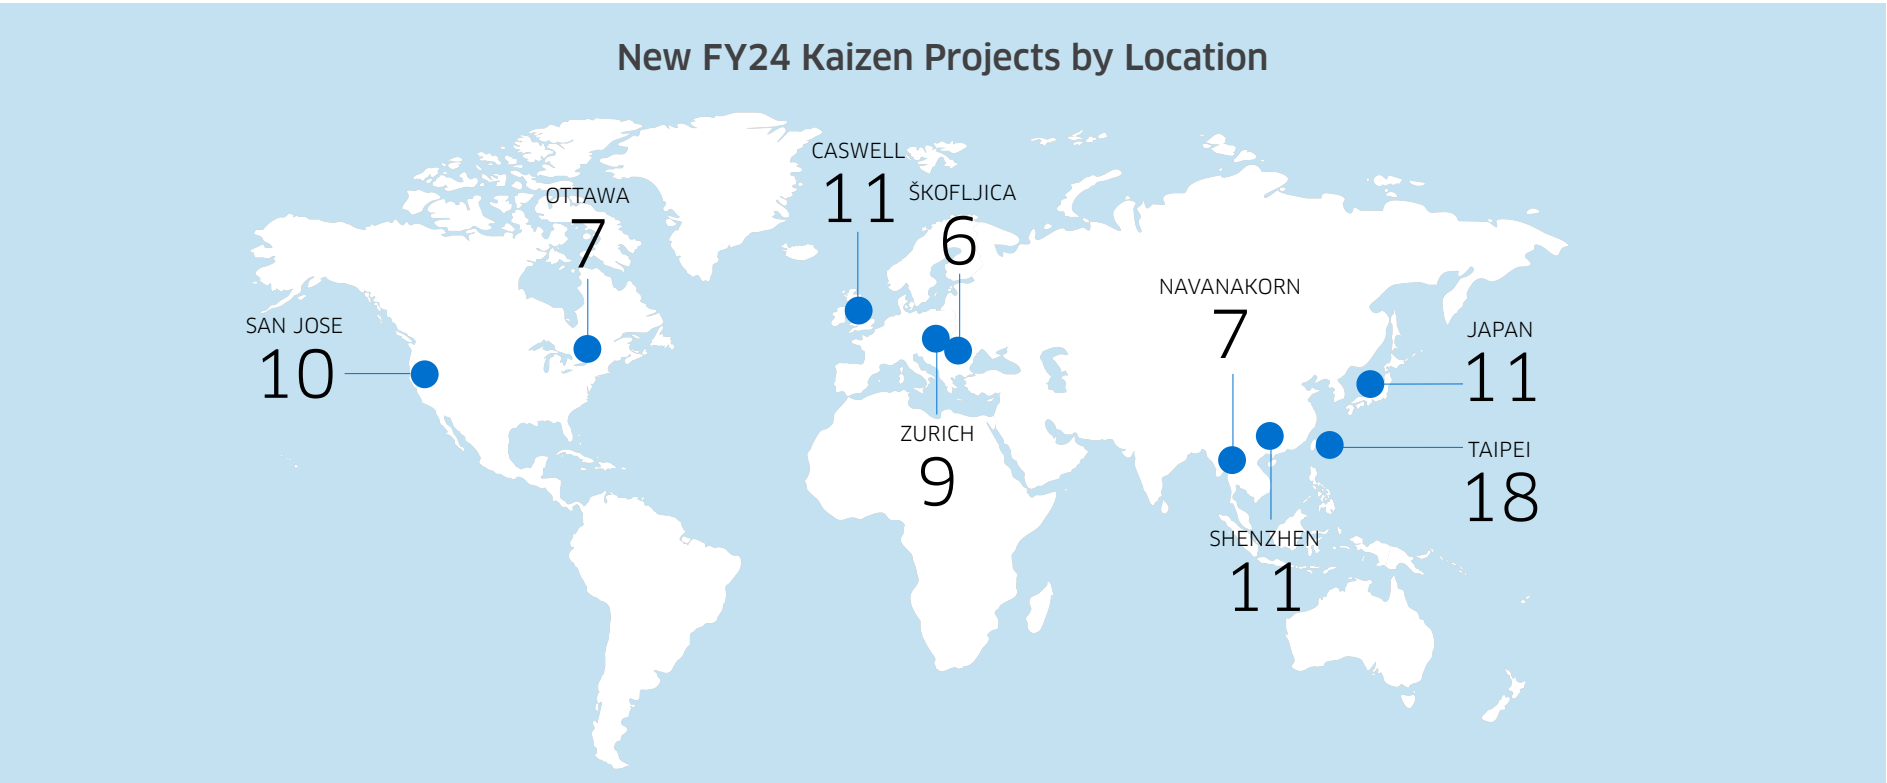 New FY24 Kaizen Projects by Location
CASWELL
11
ŠKOFLJICA
6
OTTAWA
7
SAN JOSE
10
NAVANAKORN
7
JAPAN
11
ZURICH
9
TAIPEI
18
SHENZHEN
11